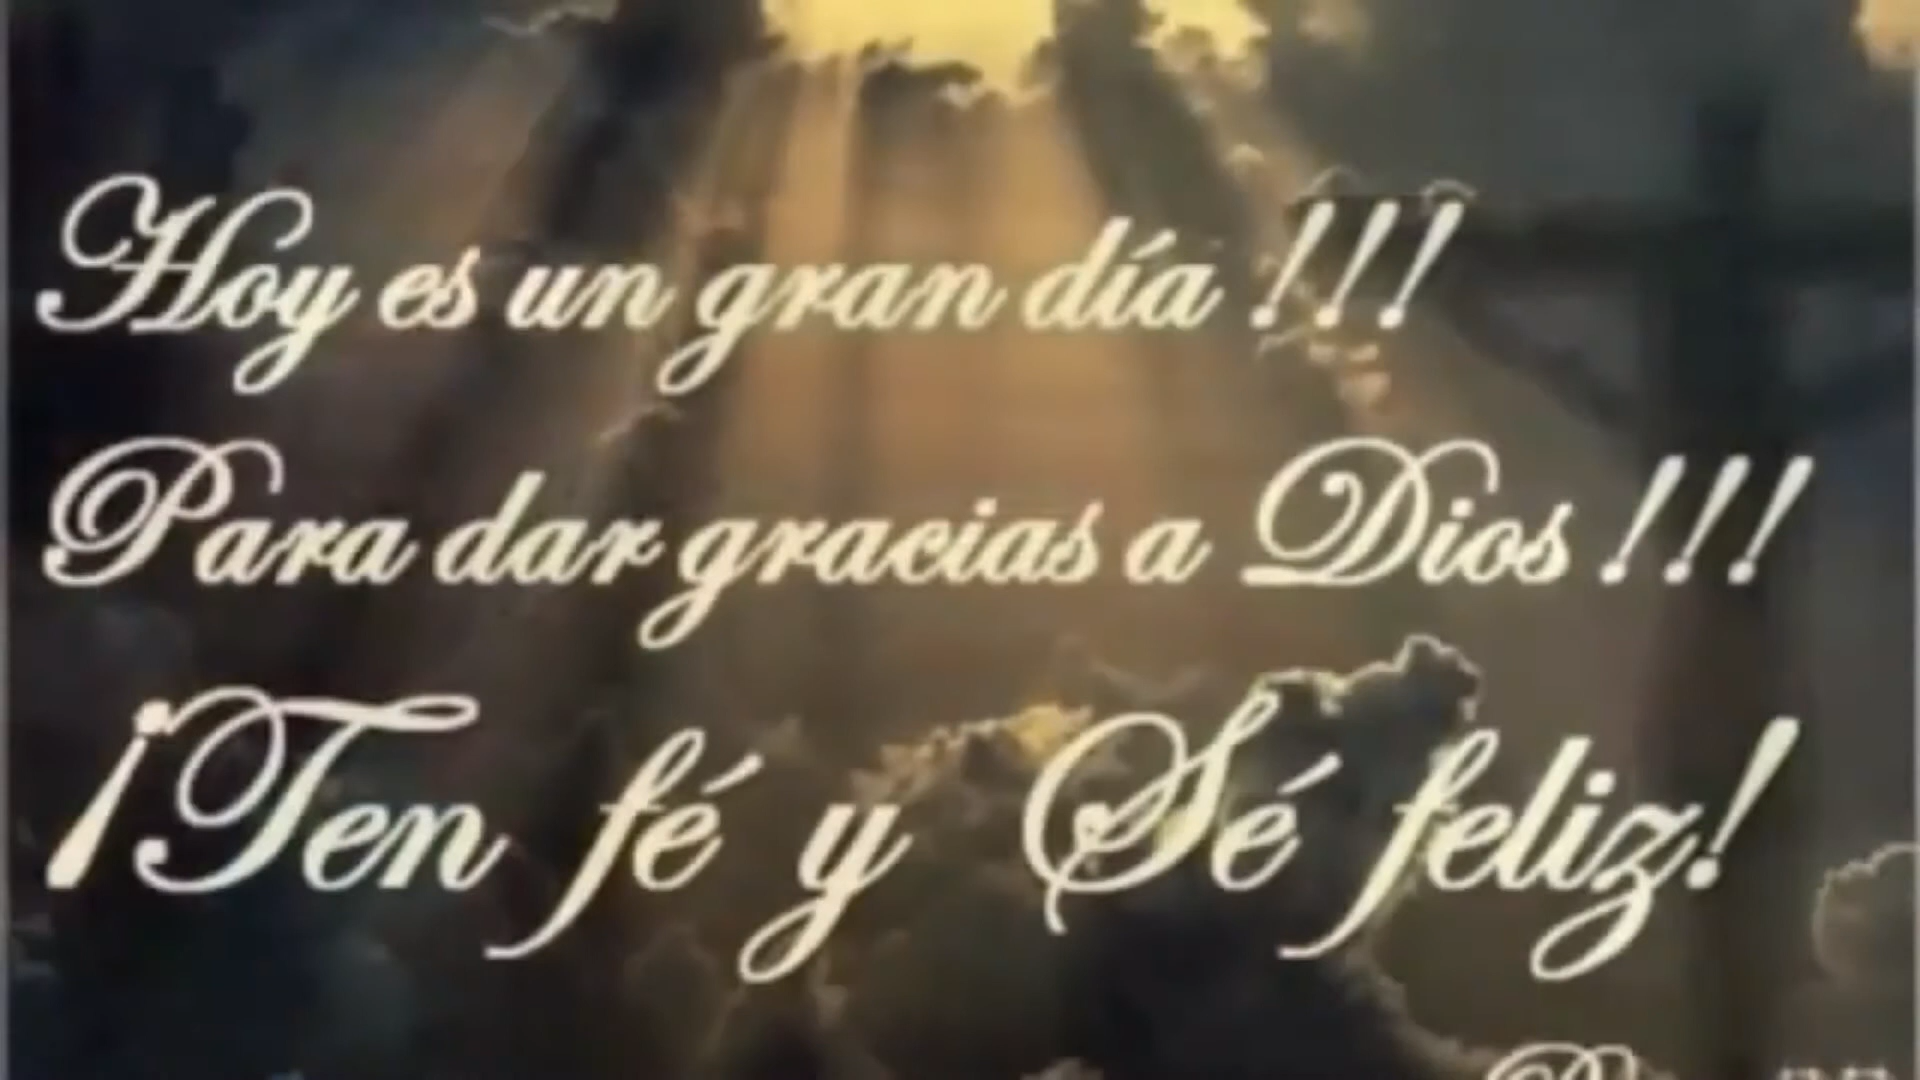 Hoy es un gran día !!!
Para dar gracias a Dios !!!
¡Ten fé y Sé feliz!